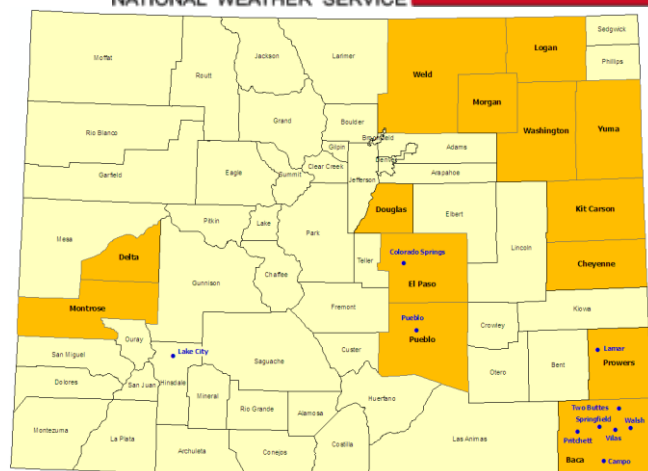 NATIONAL WEATHER SERVICE
Moffat
Routt
Jackson
Larimer
Weld
Logan
Sedgwick
Phillips
Morgan
Washington
Yuma
Rio Blanco
Grand
Boulder
Broomfield
Gilpin
Adams
Denver
Clear Creek
Arapahoe
Jefferson
Garfield
Eagle
Summit
Douglas
Elbert
Kit Carson
Mesa
Pitkin
Lake
Park
Lincoln
Delta
Teller
Colorado Springs
Cheyenne
Gunnison
Chaffee
El Paso
Montrose
Fremont
Kiowa
Pueblo
Crowley
Ouray
Pueblo
Lake City
Custer
Lamar
San Miguel
Saguache
Otero
Bent
Prowers
Dolores
San Juan
Hinsdale
Mineral
Huerfano
Rio Grande
Alamosa
Two Buttes
Springfield
Walsh
Montezuma
La Plata
Archuleta
Conejos
Costilla
Las Animas
Pritchett
Vilas
Baca
Campo